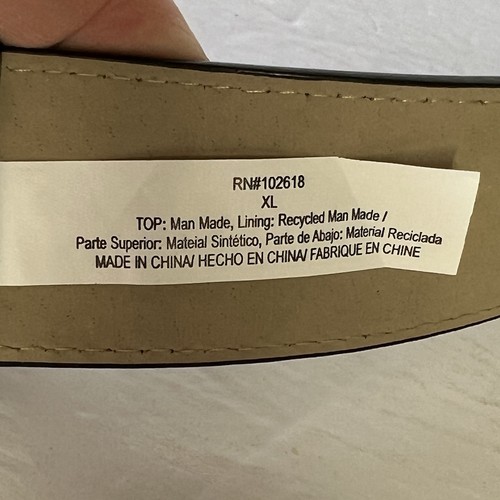 RN#102618
XL
TOP: Man Made, Lining: Recycled Man Made /
Parte Superior: Mateial Sintético, Parte de Abajo: Material Reciclada
MADE IN CHINA/ HECHO EN CHINA/ FABRIQUE EN CHINE